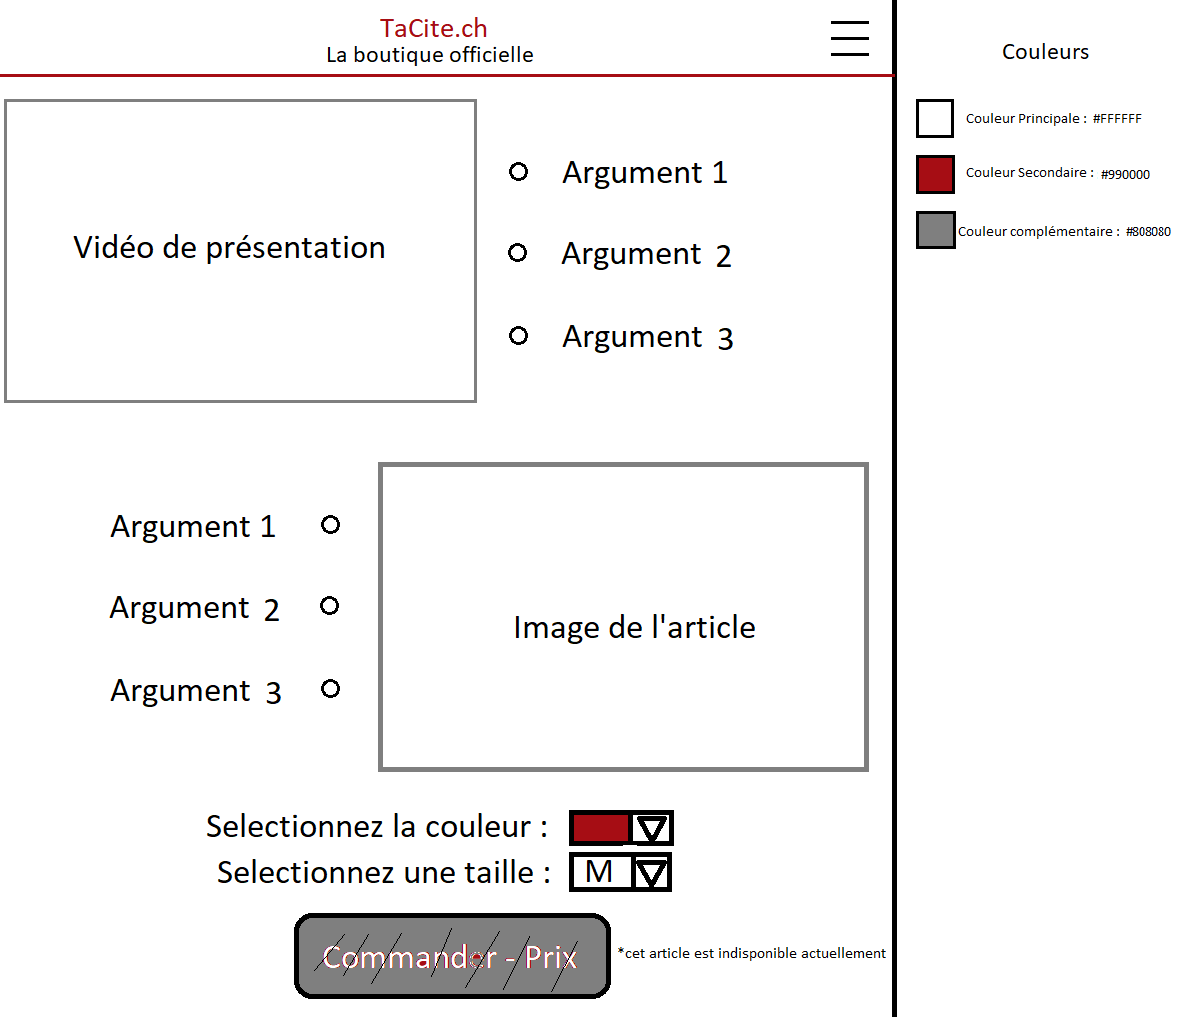 TaCite.ch
La boutique officielle
Couleurs
Couleur Principale : #FFFFFF
Couleur Secondaire : #990000
Couleur complémentaire : #808080
Vidéo de présentation
Argument 1
Argument 2
Argument 3
Argument 1
Argument 2
Argument 3
Image de l'article
Selectionnez la couleur :
Selectionnez une taille : M
Commander - Prix
*cet article est indisponible actuellement